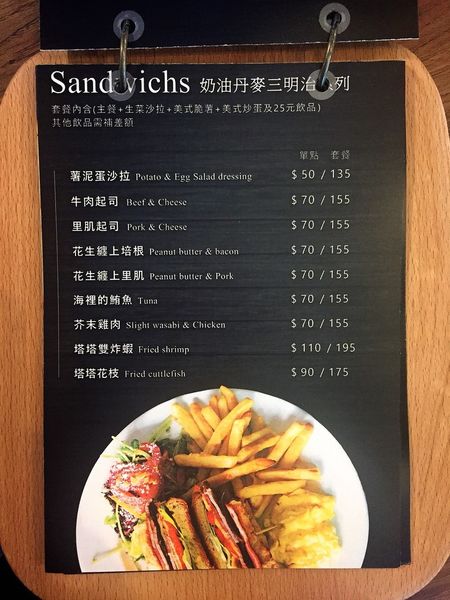 Sandwichs 奶油丹麥三明治系列
套餐內含(主餐+生菜沙拉+美式脆薯+美式炒蛋及25元飲品)
其他飲品需補差額
單點 套餐
薯泥蛋沙拉 Potato & Egg Salad dressing $ 50 / 135
牛肉起司 Beef & Cheese $ 70 / 155
里肌起司 Pork & Cheese $ 70 / 155
花生纏上培根 Peanut butter & bacon $ 70 / 155
花生纏上里肌 Peanut butter & Pork $ 70 / 155
海裡的鮪魚 Tuna $ 70 / 155
芥末雞肉 Slight wasabi & Chicken $ 70 / 155
塔塔雙炸蝦 Fried shrimp $ 110 / 195
塔塔花枝 Fried cuttlefish $ 90 / 175